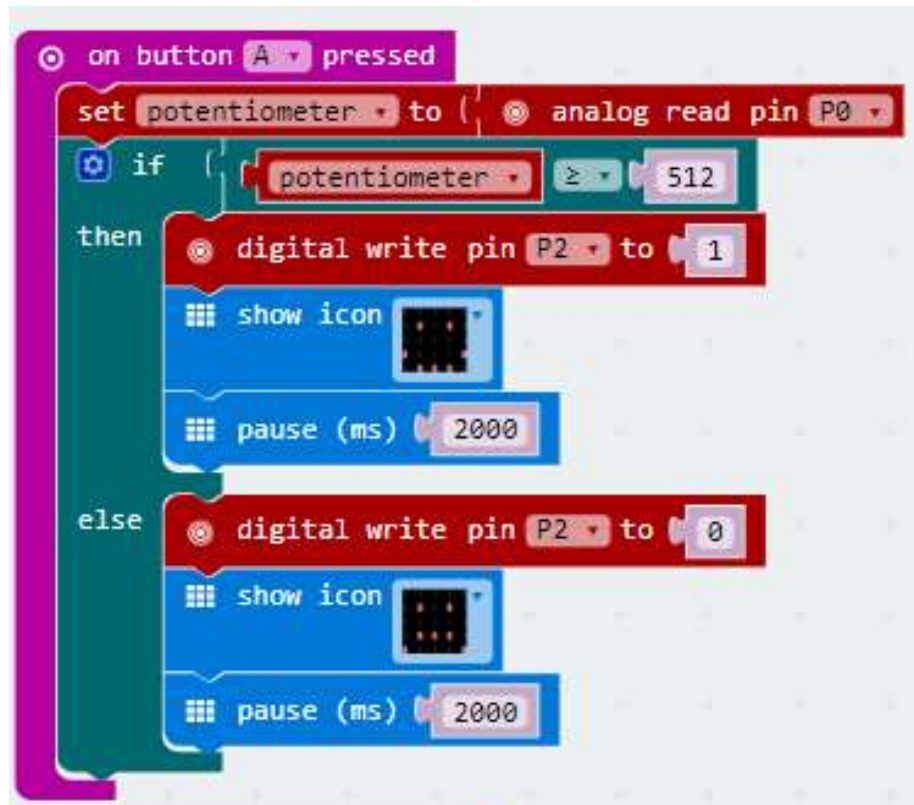 on button A pressed
set potentiometer to ( analog read pin P0
if potentiometer ≥ 512
then digital write pin P2 to 1
show icon
pause (ms) 2000
else digital write pin P2 to 0
show icon
pause (ms) 2000